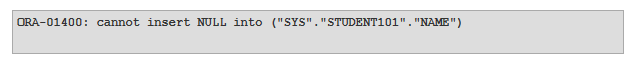 ORA-01400: cannot insert NULL into ("SYS"."STUDENT101"."NAME")